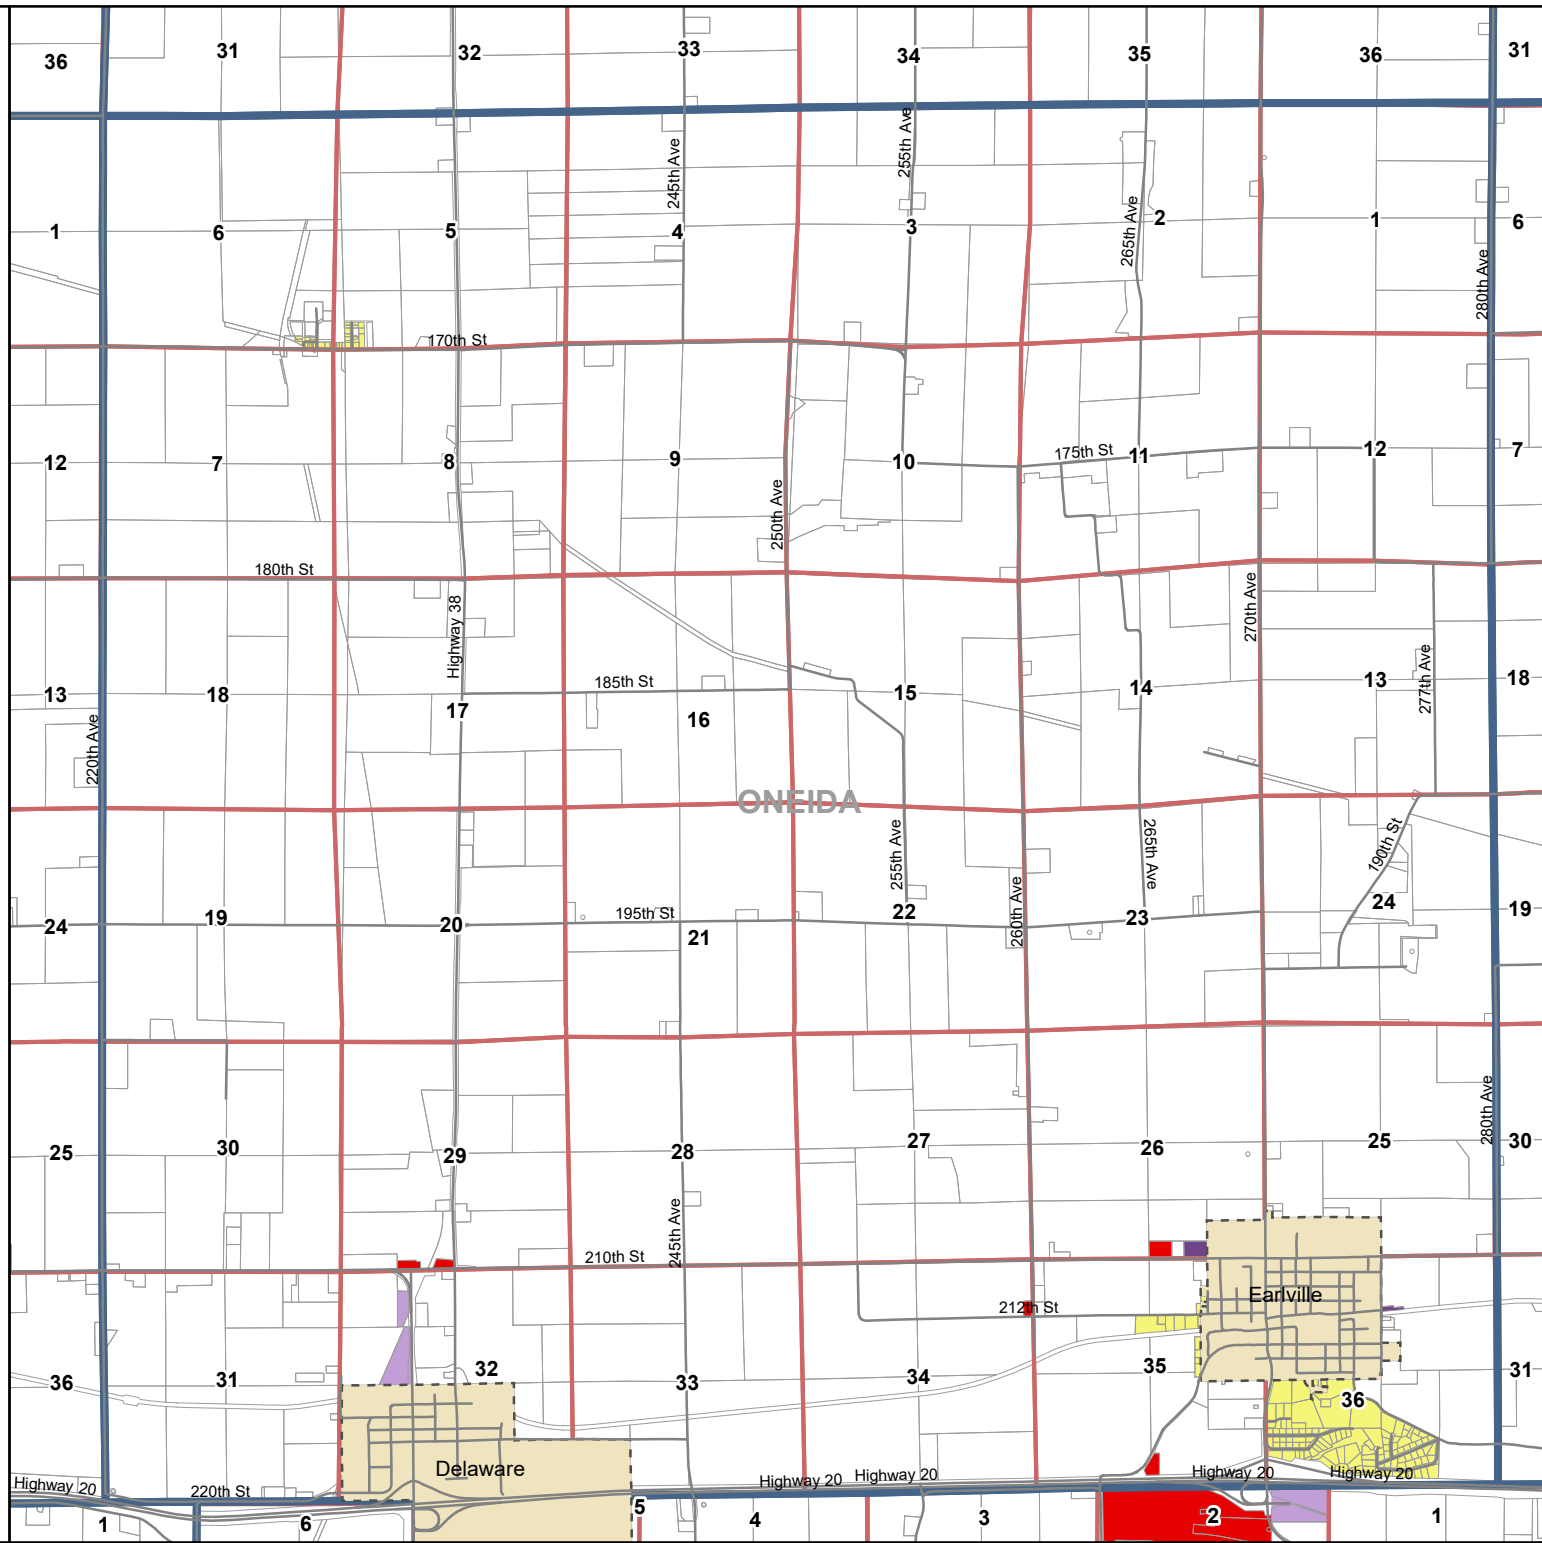 36 31 32 33 34 35 36 31
255th Ave
245th Ave
265th Ave
1 6 5 4 3 2 1 6
280th Ave
170th St
175th St
12 7 8 9 10 11 12 7
250th Ave
180th St
270th Ave
Highway 38
277th Ave
185th St
13 18 17 16 15 14 13 18
220th Ave
ONEIDA
255th Ave
265th Ave
190th St
260th Ave
195th St
24 19 20 21 22 23 24 19
280th Ave
25 30 29 28 27 26 25 30
245th Ave
210th St
Earlville
212th St
36 31 32 33 34 35 36 31
Delaware
Highway 20
220th St
Highway 20
Highway 20
Highway 20
Highway 20
1 6 5 4 3 2 1